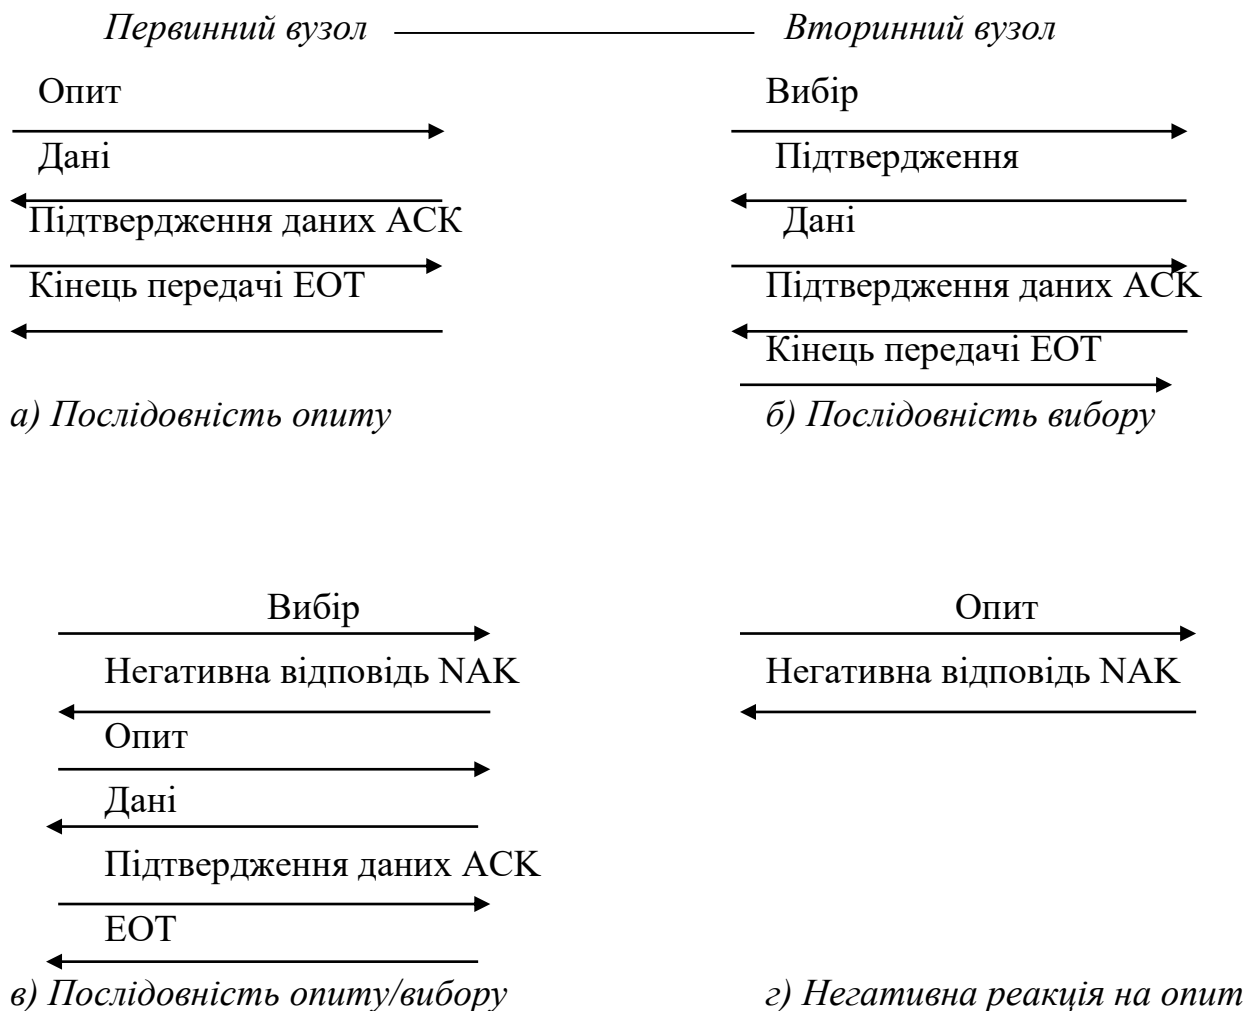 Первинний вузол Вторинний вузол
Опит
Дані
Підтвердження даних АСК
Кінець передачі ЕОТ
а) Послідовність опиту
Вибір
Підтвердження
Дані
Підтвердження даних АСК
Кінець передачі ЕОТ
б) Послідовність вибору
Вибір
Негативна відповідь NAK
Опит
Дані
Підтвердження даних АСК
ЕОТ
в) Послідовність опиту/вибору
Опит
Негативна відповідь NAK
г) Негативна реакція на опит